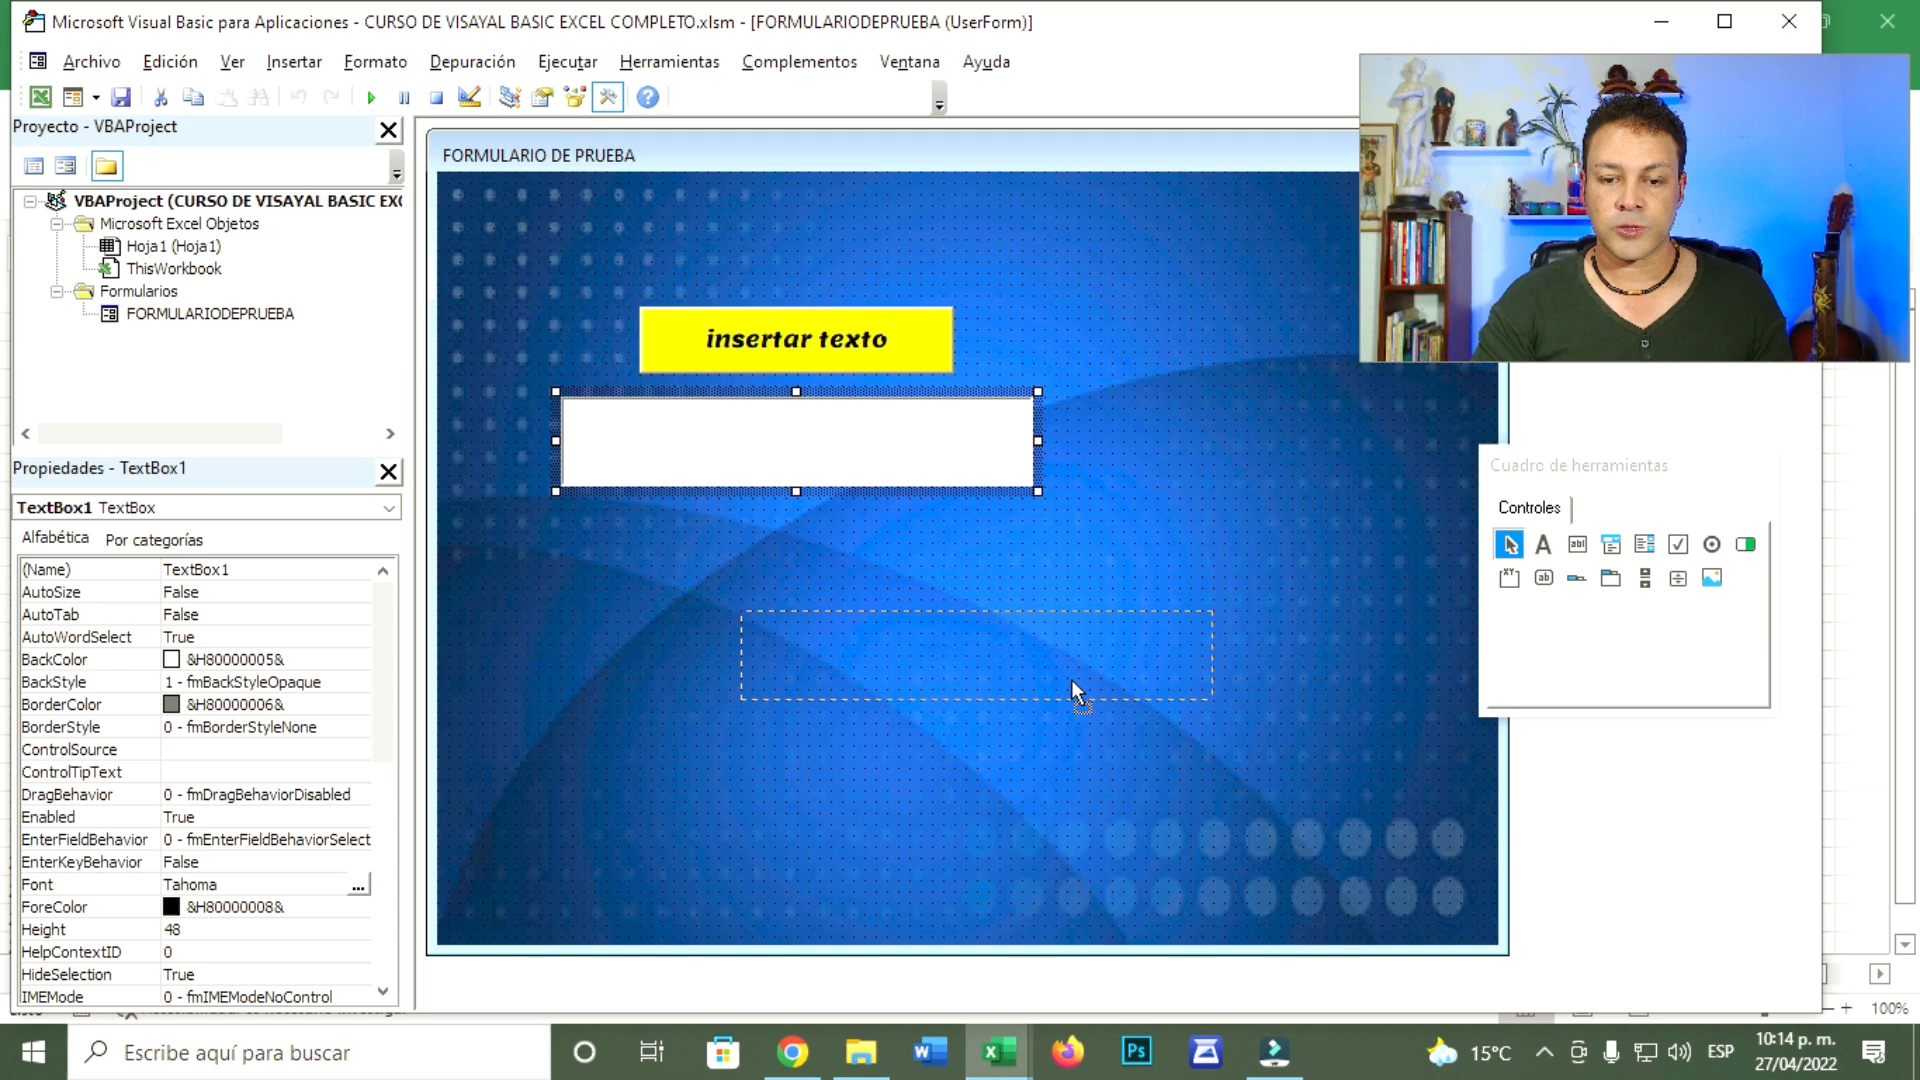 Microsoft Visual Basic para Aplicaciones - CURSO DE VISAYAL BASIC EXCEL COMPLETO.xlsm - [FORMULARIODEPRUEBA (UserForm)]
Archivo Edición Ver Insertar Formato Depuración Ejecutar Herramientas Complementos Ventana Ayuda
Proyecto - VBAProject
VBAProject (CURSO DE VISAYAL BASIC EX
Microsoft Excel Objetos
Hoja1 (Hoja1)
ThisWorkbook
Formularios
FORMULARIODEPRUEBA
Propiedades - TextBox1
TextBox1 TextBox
Alfabética Por categorías
(Name) TextBox1
AutoSize False
AutoTab False
AutoWordSelect True
BackColor &H80000005&
BackStyle 1 - fmBackStyleOpaque
BorderColor &H80000006&
BorderStyle 0 - fmBorderStyleNone
ControlSource
ControlTipText
DragBehavior 0 - fmDragBehaviorDisabled
Enabled True
EnterFieldBehavior 0 - fmEnterFieldBehaviorSelect
EnterKeyBehavior False
Font Tahoma ...
ForeColor &H80000008&
Height 48
HelpContextID 0
HideSelection True
IMEMode 0 - fmIMEModeNoControl
FORMULARIO DE PRUEBA
insertar texto
Cuadro de herramientas
Controles
A abl
XY ab
100%
Escribe aquí para buscar
Ps
15°C
ESP
10:14 p. m.
27/04/2022